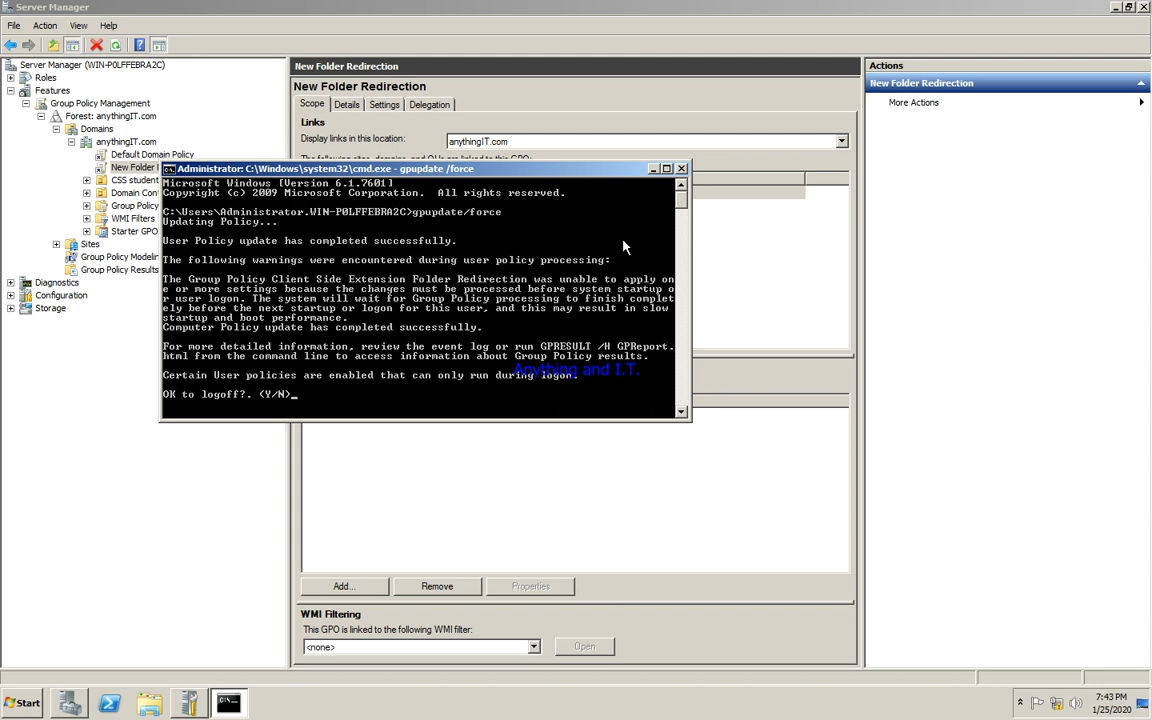 Server Manager
File Action View Help
Server Manager (WIN-P0LFFEBRA2C)
Roles
Features
Group Policy Management
Forest: anythingIT.com
Domains
anythingIT.com
Default Domain Policy
New Folder
CSS student
Domain Con
Group Policy
WMI Filters
Starter GPO
Sites
Group Policy Modelin
Group Policy Results
Diagnostics
Configuration
Storage
New Folder Redirection
New Folder Redirection
Scope Details Settings Delegation
Links
Display links in this location: anythingIT.com
Administrator: C:\Windows\system32\cmd.exe - gpupdate /force
Microsoft Windows [Version 6.1.7601]
Copyright (c) 2009 Microsoft Corporation. All rights reserved.
C:\Users\Administrator.WIN-P0LFFEBRA2C>gpupdate/force
Updating Policy...
User Policy update has completed successfully.
The following warnings were encountered during user policy processing:
The Group Policy Client Side Extension Folder Redirection was unable to apply on
e or more settings because the changes must be processed before system startup o
r user logon. The system will wait for Group Policy processing to finish complet
ely before the next startup or logon for this user, and this may result in slow
startup and boot performance.
Computer Policy update has completed successfully.
For more detailed information, review the event log or run GPRESULT /H GPReport.
html from the command line to access information about Group Policy results.
Certain User policies are enabled that can only run during logon.
OK to logoff?. (Y/N)_
Anything and I.T.
Add... Remove Properties
WMI Filtering
This GPO is linked to the following WMI filter:
<none> Open
Actions
New Folder Redirection
More Actions
Start
7:43 PM
1/25/2020